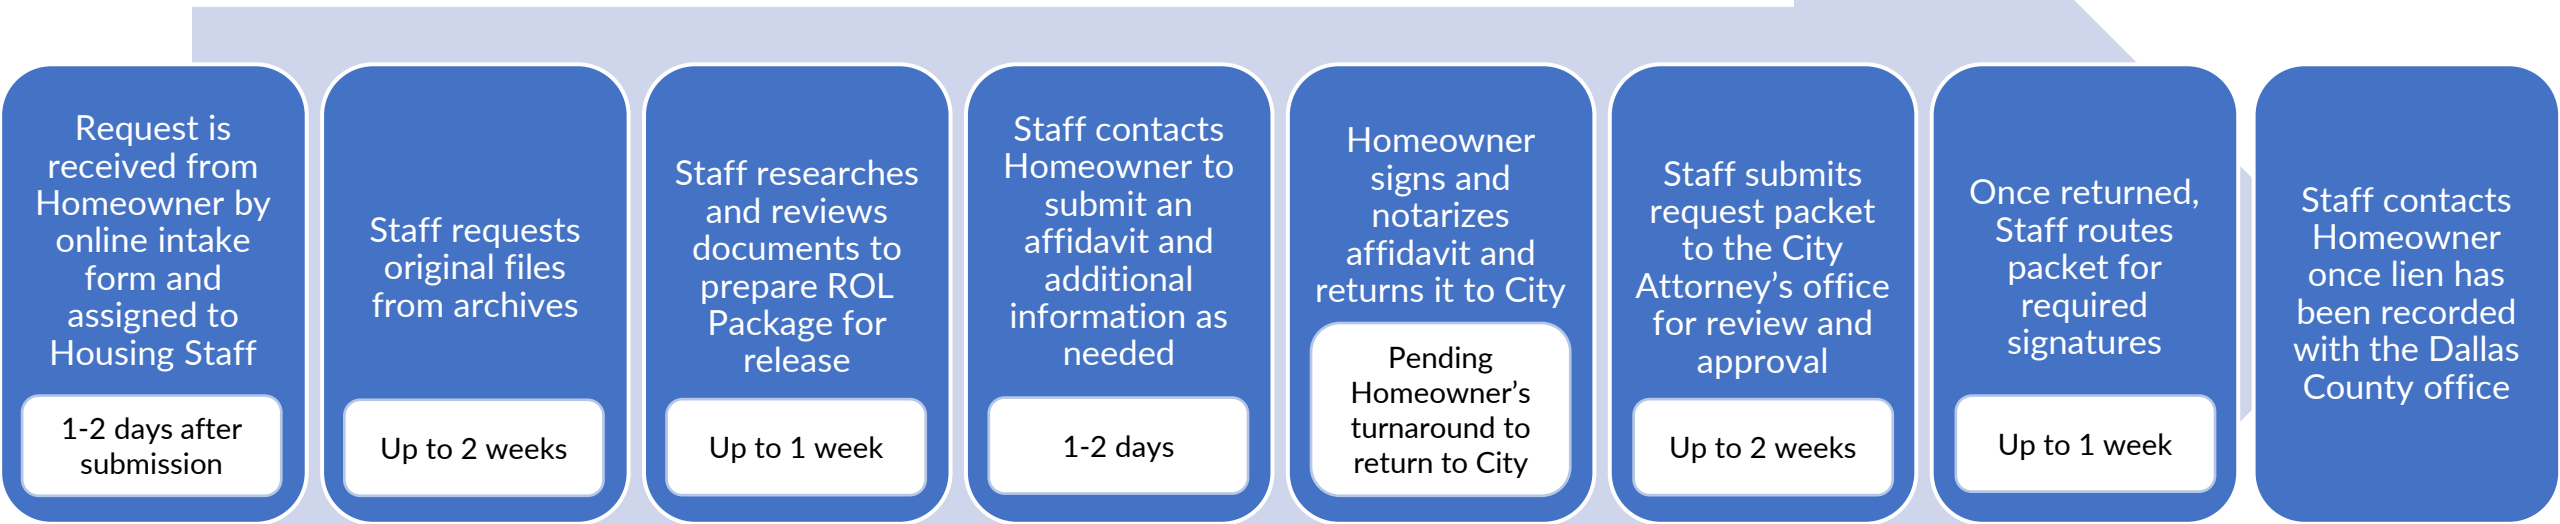 Request is
received from
Homeowner by
online intake
form and
assigned to
Housing Staff
1-2 days after
submission
Staff requests
original files
from archives
Up to 2 weeks
Staff researches
and reviews
documents to
prepare ROL
Package for
release
Up to 1 week
Staff contacts
Homeowner to
submit an
affidavit and
additional
information as
needed
1-2 days
Homeowner
signs and
notarizes
affidavit and
returns it to City
Pending
Homeowner’s
turnaround to
return to City
Staff submits
request packet
to the City
Attorney’s office
for review and
approval
Up to 2 weeks
Once returned,
Staff routes
packet for
required
signatures
Up to 1 week
Staff contacts
Homeowner
once lien has
been recorded
with the Dallas
County office